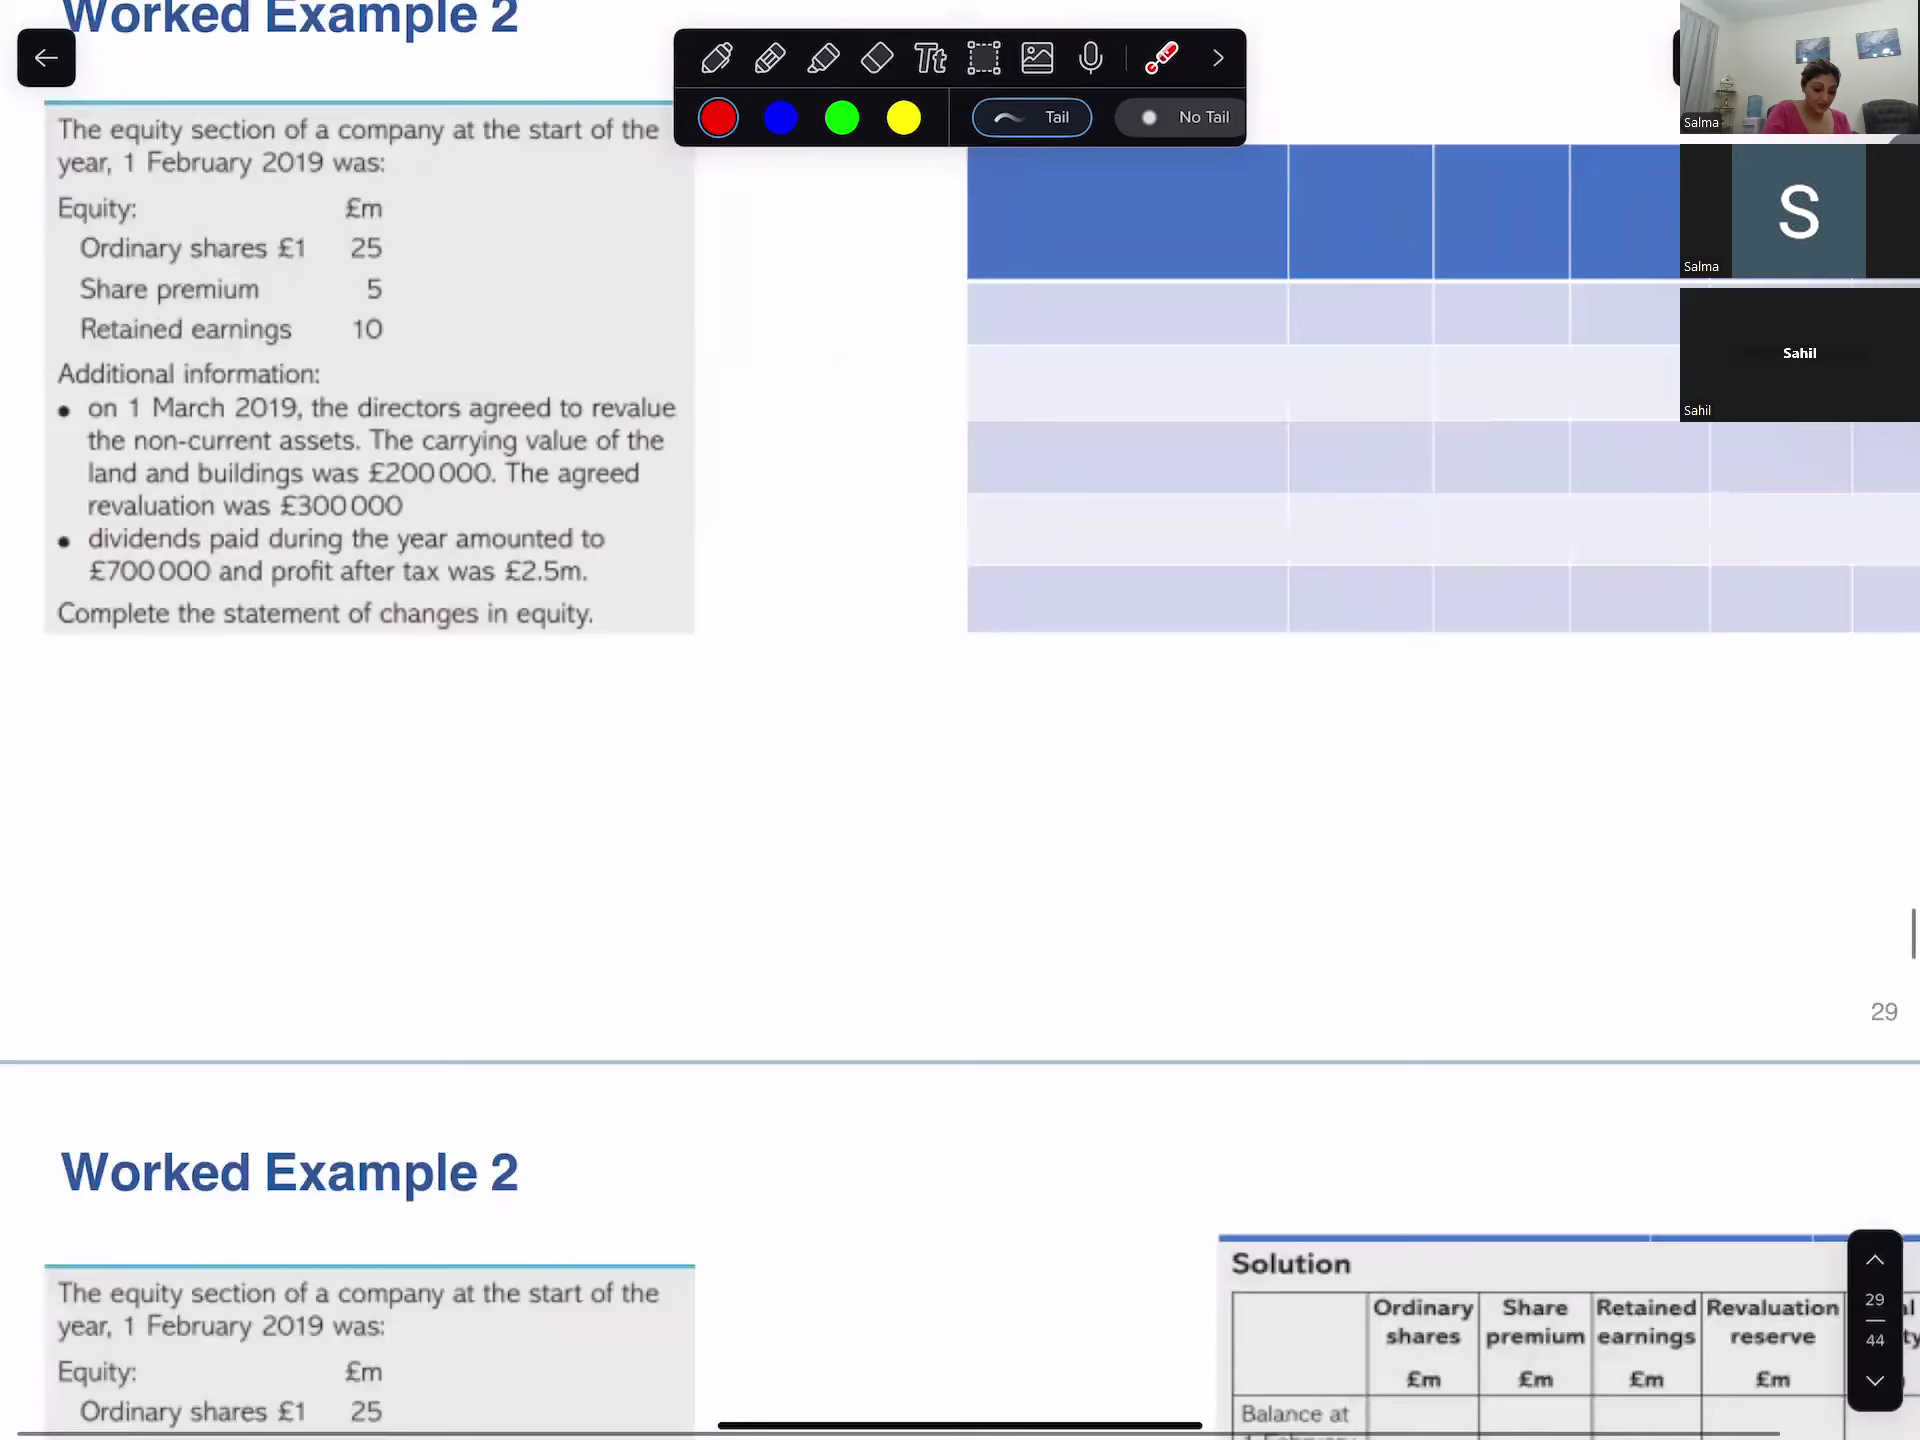 Worked Example 2
Tt
Tail
No Tail
Salma
S
Salma
Sahil
Sahil
The equity section of a company at the start of the
year, 1 February 2019 was:
Equity: £m
Ordinary shares £1 25
Share premium 5
Retained earnings 10
Additional information:
• on 1 March 2019, the directors agreed to revalue
the non-current assets. The carrying value of the
land and buildings was £200 000. The agreed
revaluation was £300 000
• dividends paid during the year amounted to
£700 000 and profit after tax was £2.5m.
Complete the statement of changes in equity.
29
Worked Example 2
The equity section of a company at the start of the
year, 1 February 2019 was:
Equity: £m
Ordinary shares £1 25
Solution
Ordinary Share Retained Revaluation
shares premium earnings reserve
£m £m £m £m
Balance at
29
44